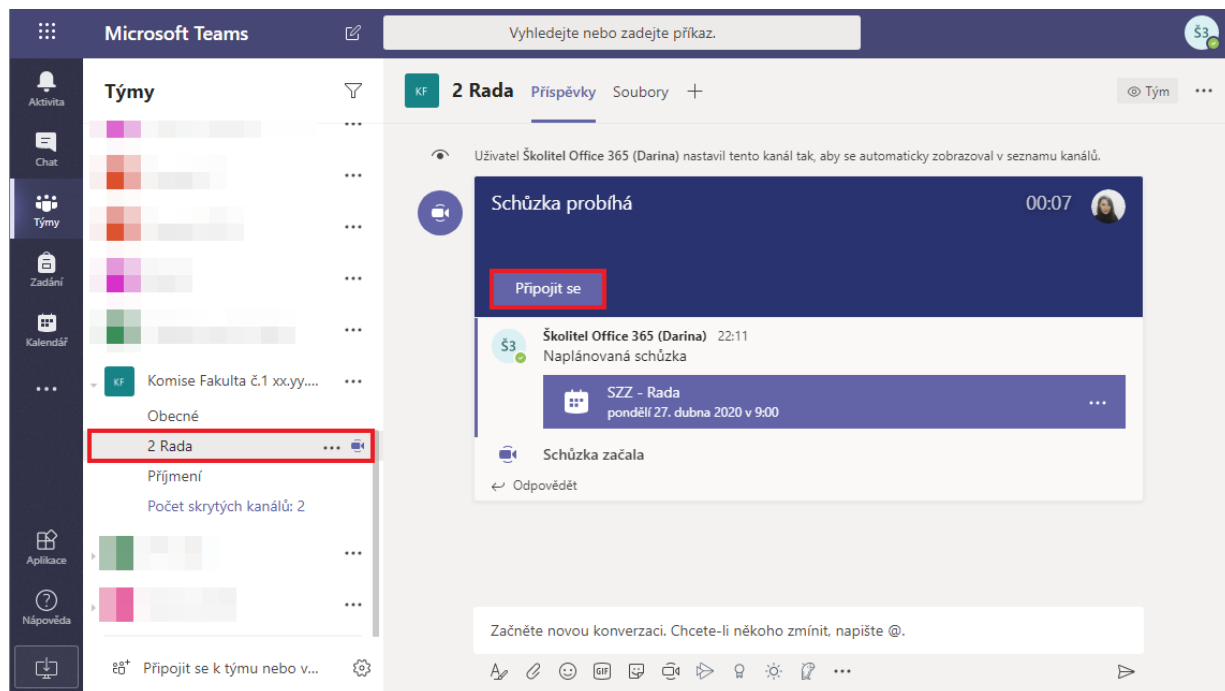 Microsoft Teams
Vyhledejte nebo zadejte příkaz.
Š3
Aktivita
Chat
Týmy
Zadání
Kalendář
Aplikace
Nápověda
Týmy
KF
Komise Fakulta č.1 xx.yy....
Obecné
2 Rada
Příjmení
Počet skrytých kanálů: 2
Připojit se k týmu nebo v...
KF
2 Rada
Příspěvky
Soubory
Tým
Uživatel Školitel Office 365 (Darina) nastavil tento kanál tak, aby se automaticky zobrazoval v seznamu kanálů.
Schůzka probíhá
00:07
Připojit se
Š3
Školitel Office 365 (Darina) 22:11
Naplánovaná schůzka
SZZ - Rada
pondělí 27. dubna 2020 v 9:00
Schůzka začala
Odpovědět
Začněte novou konverzaci. Chcete-li někoho zmínit, napište @.
GIF